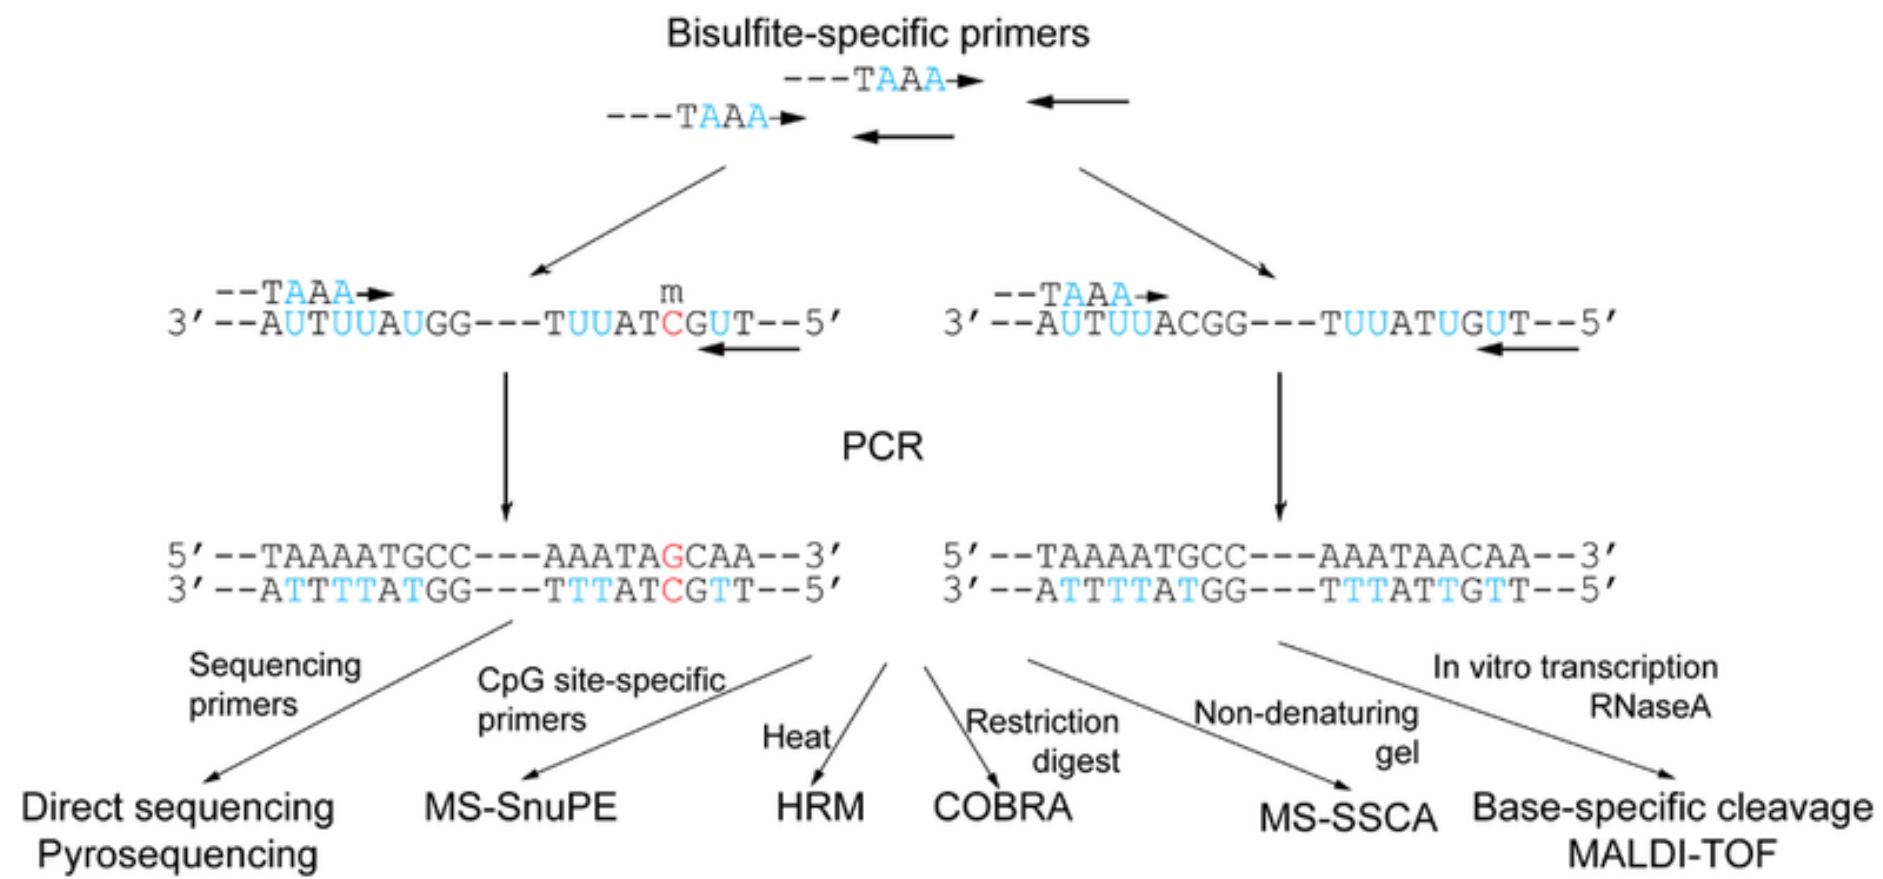 Bisulfite-specific primers
---TAAA
---TAAA
--TAAA
m
3′--AUTUUAUGG---TUUATCGUT--5′
--TAAA
3′--AUTUUACGG---TUUATUGUT--5′
PCR
5′--TAAAATGCC---AAATAGCAA--3′
3′--ATTTTATGG---TTTATCGTT--5′
5′--TAAAATGCC---AAATAACAA--3′
3′--ATTTTATGG---TTTATTGTT--5′
Sequencing
primers
CpG site-specific
primers
Heat
Restriction
digest
Non-denaturing
gel
In vitro transcription
RNaseA
Direct sequencing
Pyrosequencing
MS-SnuPE
HRM
COBRA
MS-SSCA
Base-specific cleavage
MALDI-TOF